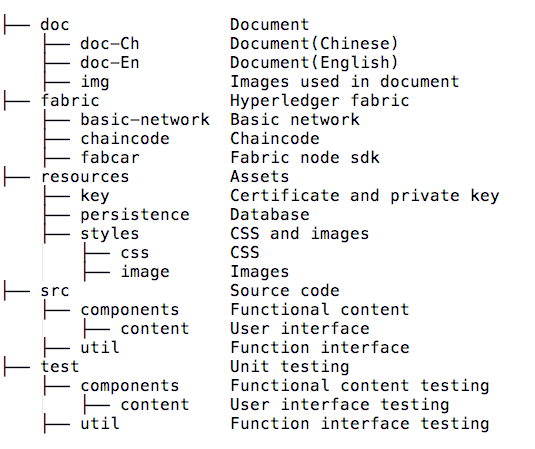 ├── doc                Document
    ├── doc-Ch         Document(Chinese)
    ├── doc-En         Document(English)
    ├── img            Images used in document
├── fabric             Hyperledger fabric
    ├── basic-network  Basic network
    ├── chaincode      Chaincode
    ├── fabcar         Fabric node sdk
├── resources          Assets
    ├── key            Certificate and private key
    ├── persistence    Database
    ├── styles         CSS and images
        ├── css        CSS
        ├── image      Images
├── src                Source code
    ├── components     Functional content
        ├── content    User interface
    ├── util           Function interface
├── test               Unit testing
    ├── components     Functional content testing
        ├── content    User interface testing
    ├── util           Function interface testing